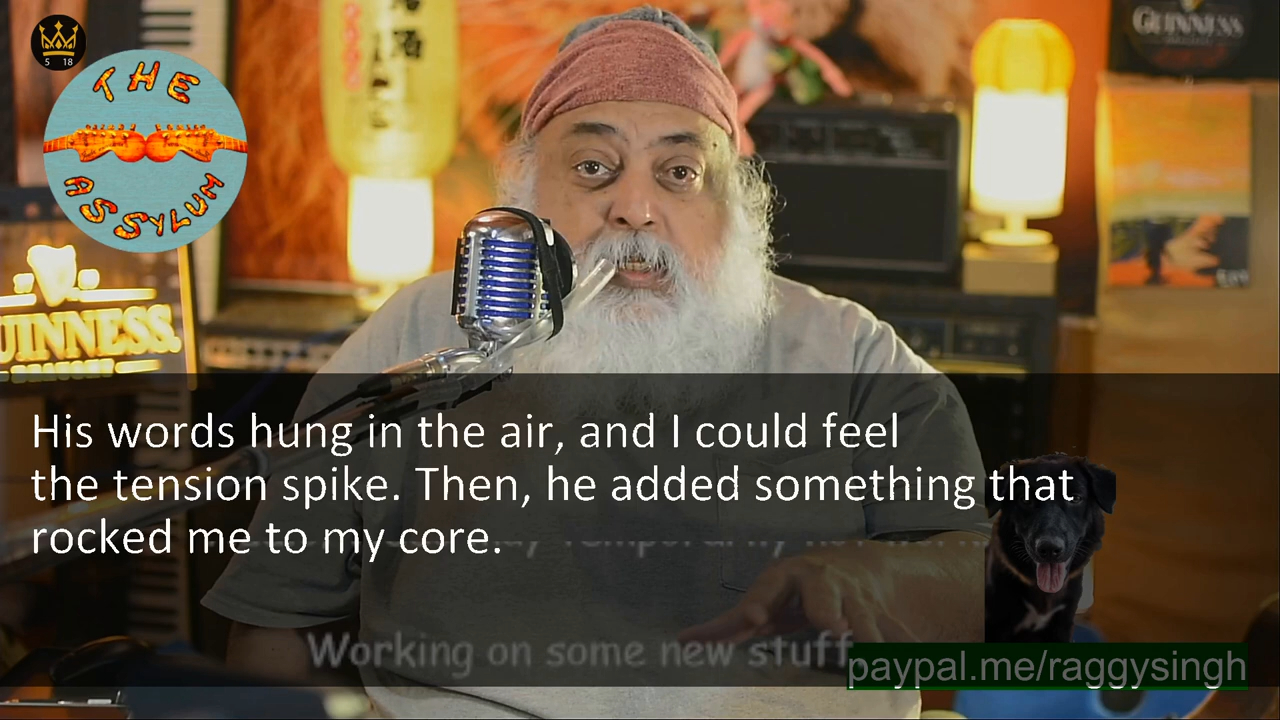 5 18
THE
ASSYLUM
GUINNESS
UINNESS.
His words hung in the air, and I could feel
the tension spike. Then, he added something that
rocked me to my core.
Working on some new stuff
paypal.me/raggysingh